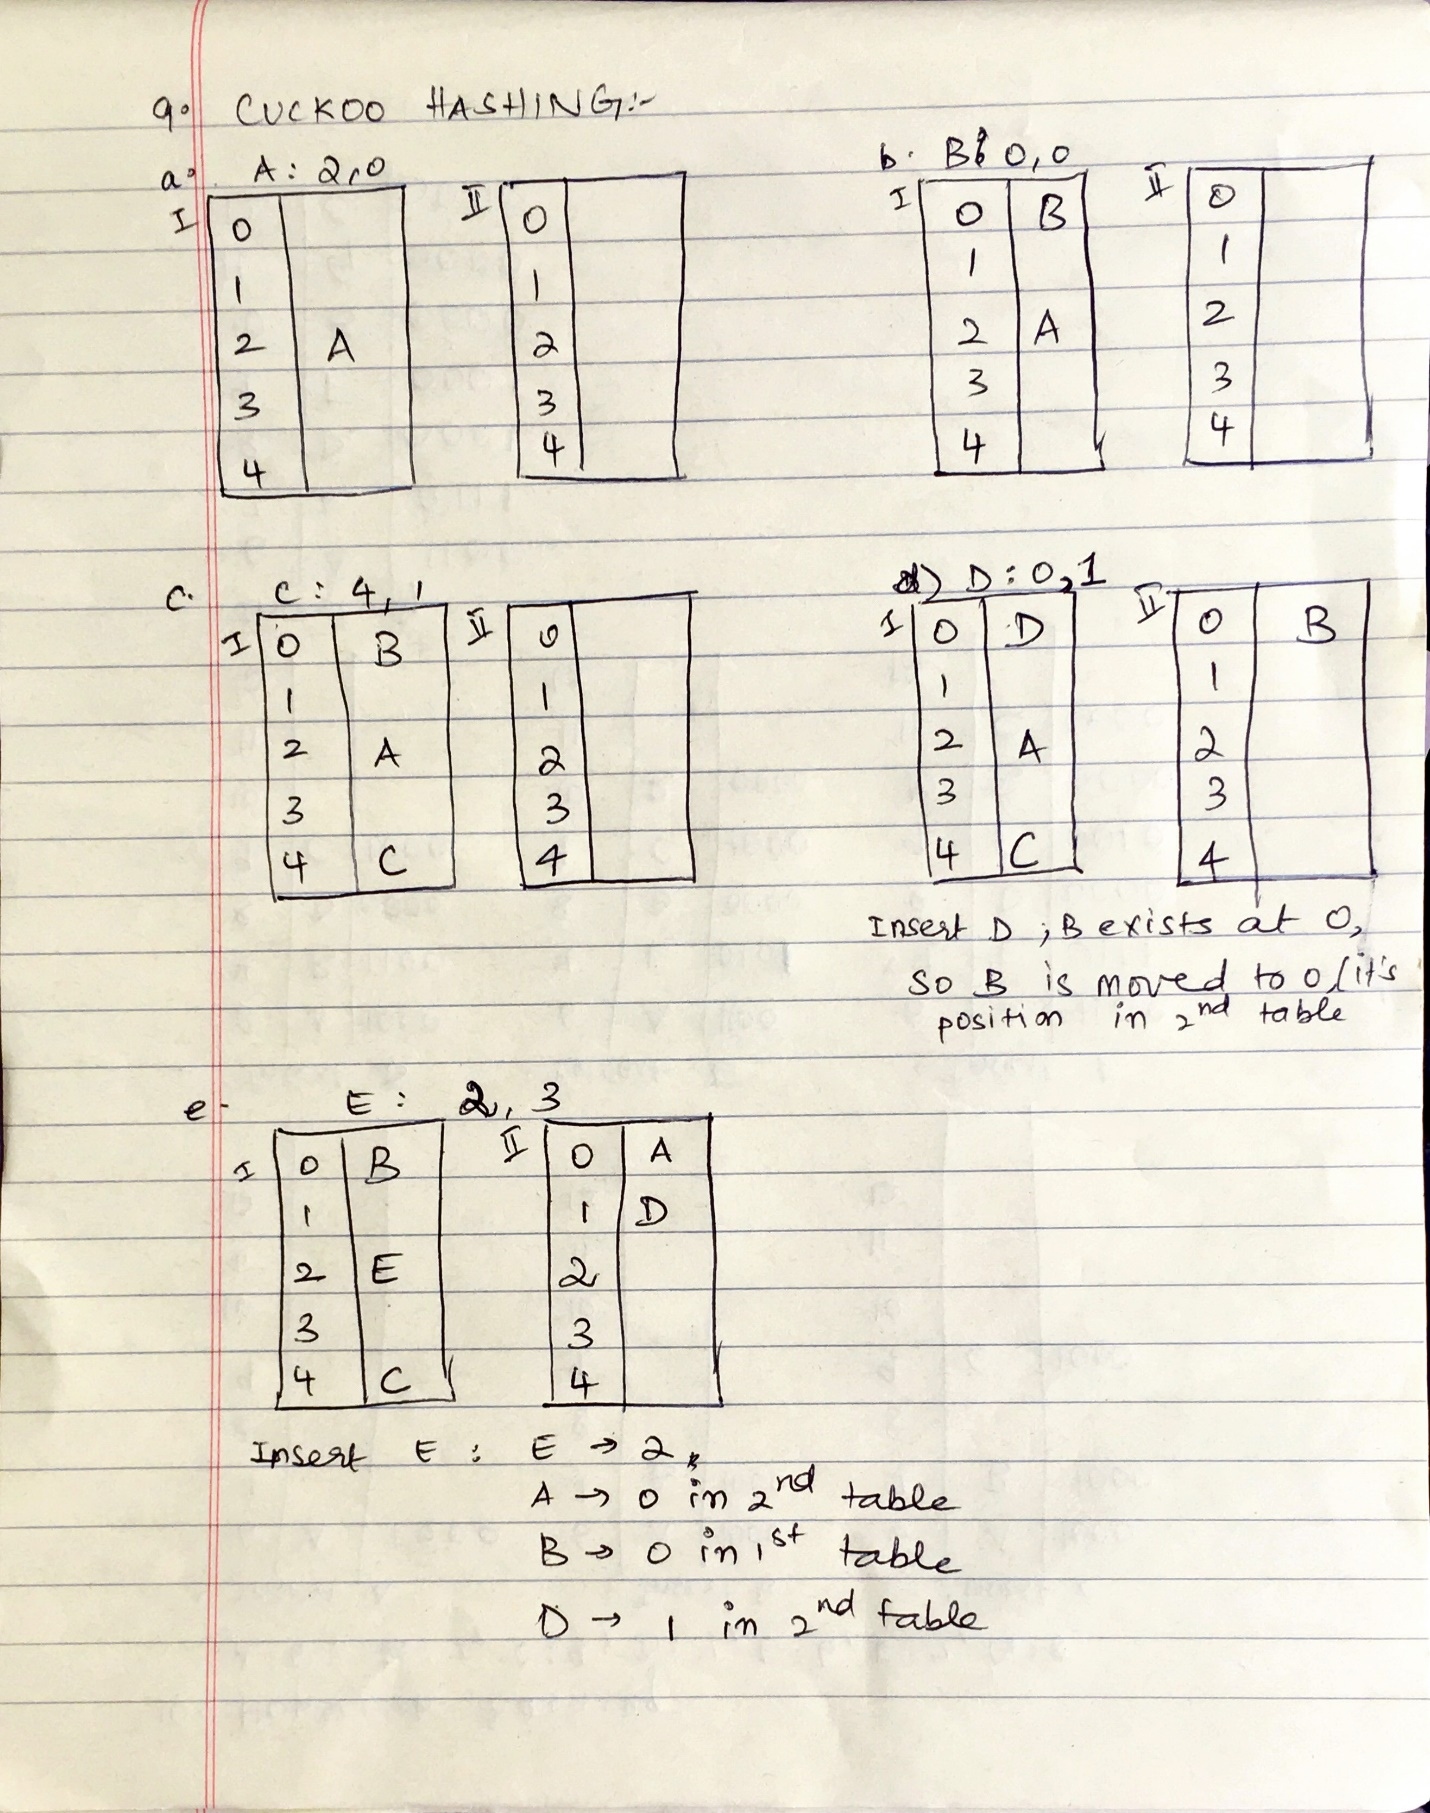 9. CUCKOO HASHING:-
a. A: 2,0
I II
0 0
1 1
2 A 2
3 3
4 4
b. B: 0,0
I II
0 B 0
1 1
2 A 2
3 3
4 4
c. C: 4,1
I II
0 B 0
1 1
2 A 2
3 3
4 C 4
d) D: 0,1
I II
0 D 0 B
1 1
2 A 2
3 3
4 C 4
Insert D ; B exists at 0,
so B is moved to 0 (it's
position in 2nd table
e. E: 2, 3
I II
0 B 0 A
1 1 D
2 E 2
3 3
4 C 4
Insert E : E → 2,
A → 0 in 2nd table
B → 0 in 1st table
D → 1 in 2nd table